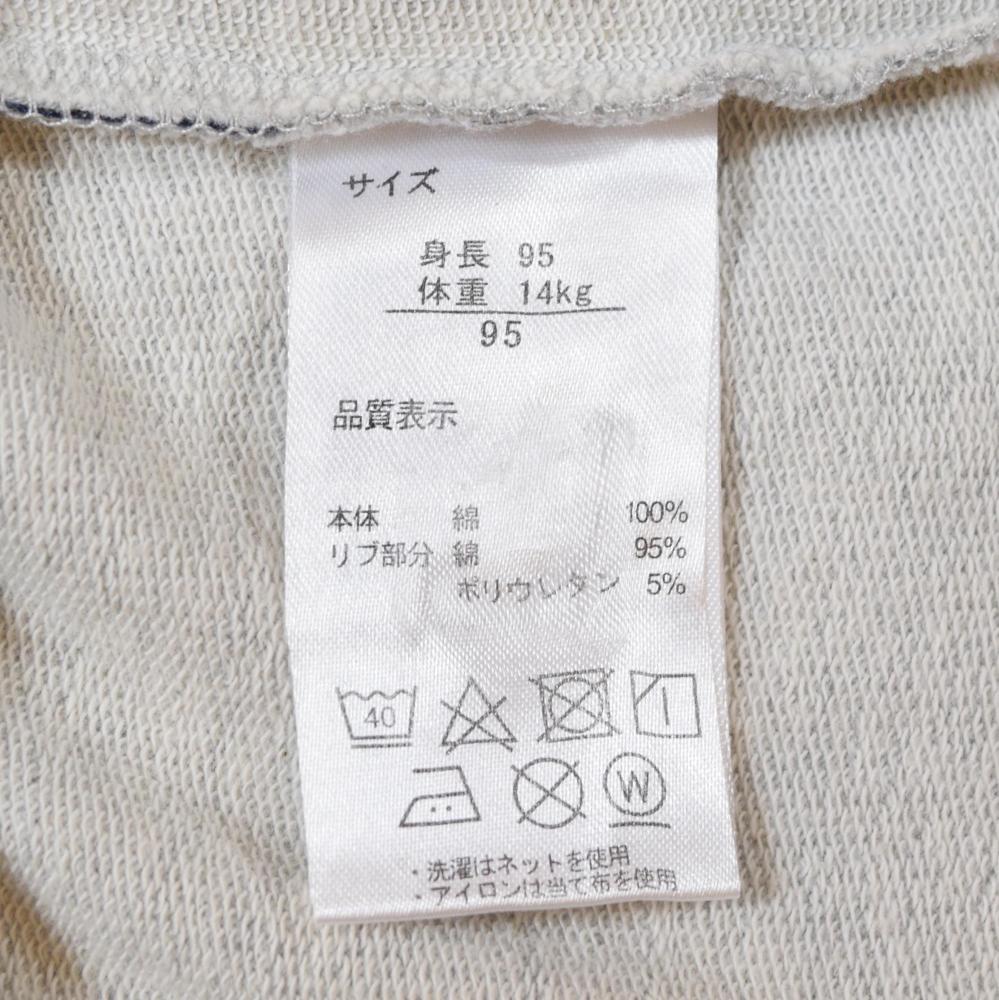 サイズ
身長 95
体重 14kg
95
品質表示
本体 綿 100%
リブ部分 綿 95%
ポリウレタン 5%
40
W
・洗濯はネットを使用
・アイロンは当て布を使用